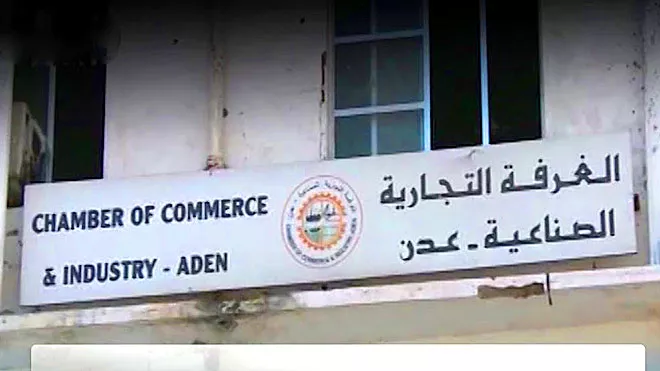 CHAMBER OF COMMERCE
& INDUSTRY - ADEN
الغرفة التجارية
الصناعية - عدن